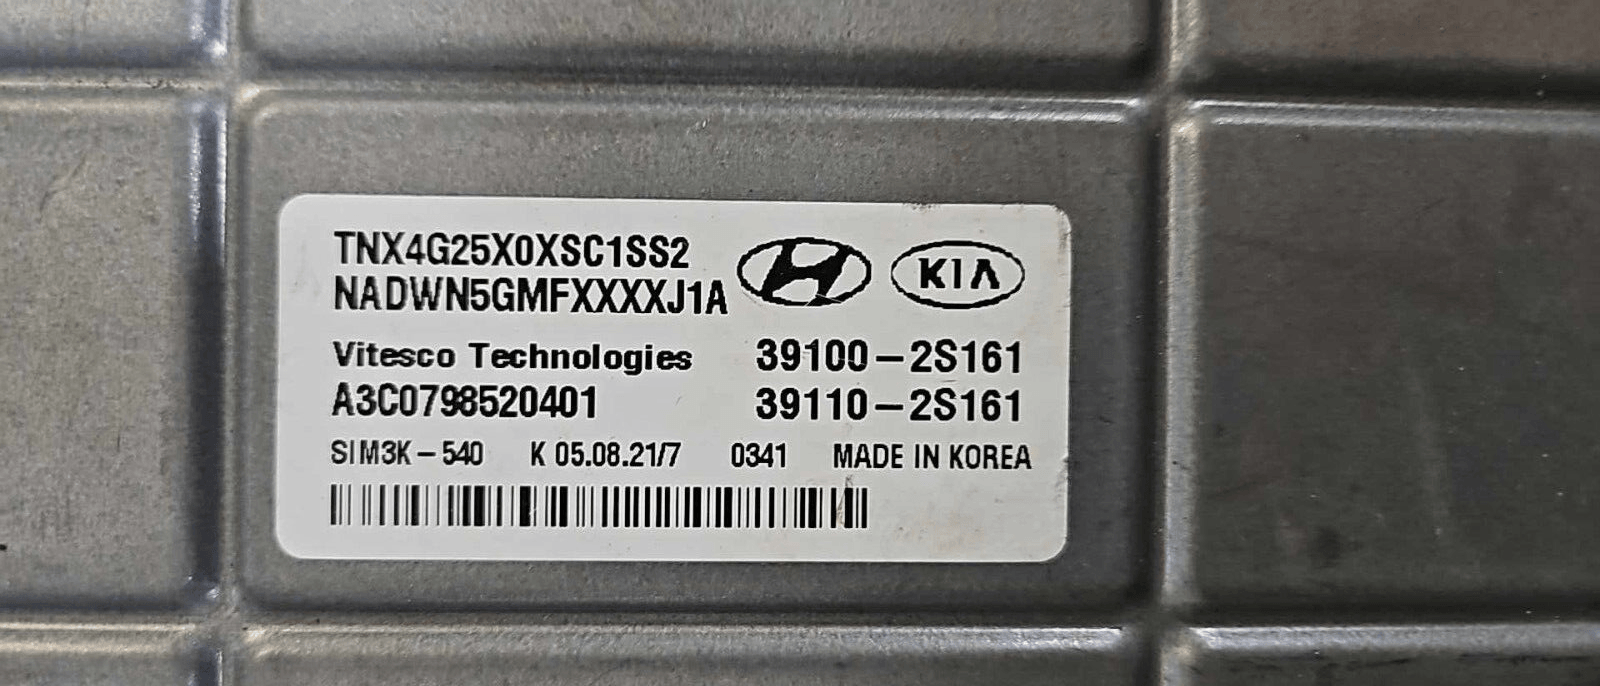 TNX4G25X0XSC1SS2
NADWN5GMFXXXXJ1A
KIA
Vitesco Technologies 39100-2S161
A3C0798520401 39110-2S161
SIM3K-540 K 05.08.21/7 0341 MADE IN KOREA